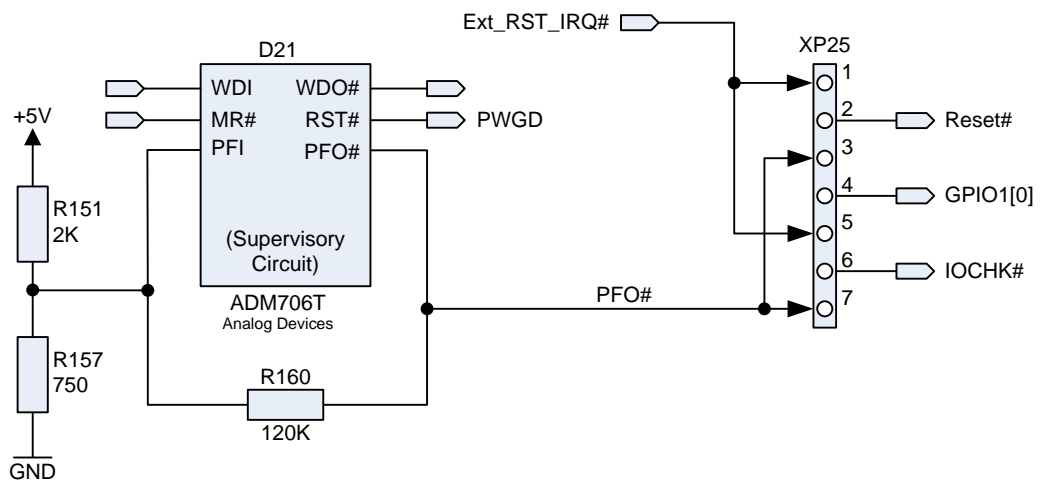 Ext_RST_IRQ#
D21
XP25
WDI
WDO#
MR#
RST#
PWGD
PFI
PFO#
+5V
R151
2K
(Supervisory
Circuit)
ADM706T
Analog Devices
PFO#
R157
750
R160
120K
GND
1
2
Reset#
3
4
GPIO1[0]
5
6
IOCHK#
7